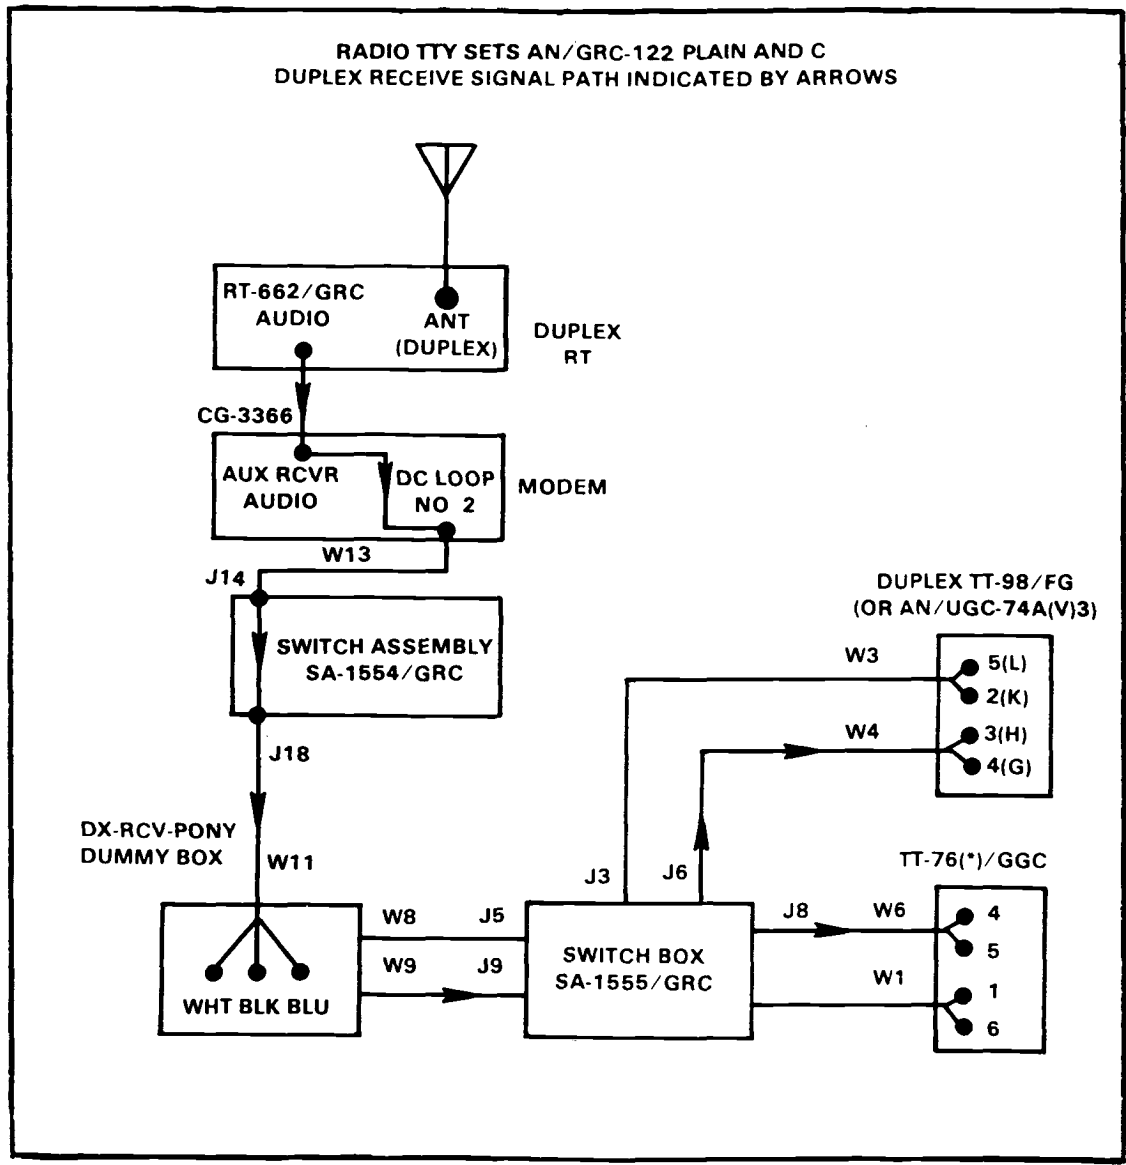 RADIO TTY SETS AN/GRC-122 PLAIN AND C
DUPLEX RECEIVE SIGNAL PATH INDICATED BY ARROWS
RT-662/GRC
AUDIO
ANT
(DUPLEX)
DUPLEX
RT
CG-3366
AUX RCVR
AUDIO
DC LOOP
NO 2
MODEM
W13
J14
SWITCH ASSEMBLY
SA-1554/GRC
J18
DX-RCV-PONY
DUMMY BOX
W11
WHT BLK BLU
W8
J5
W9
J9
SWITCH BOX
SA-1555/GRC
J3
J6
W3
W4
DUPLEX TT-98/FG
(OR AN/UGC-74A(V)3)
5(L)
2(K)
3(H)
4(G)
TT-76(*)/GGC
J8
W6
W1
4
5
1
6